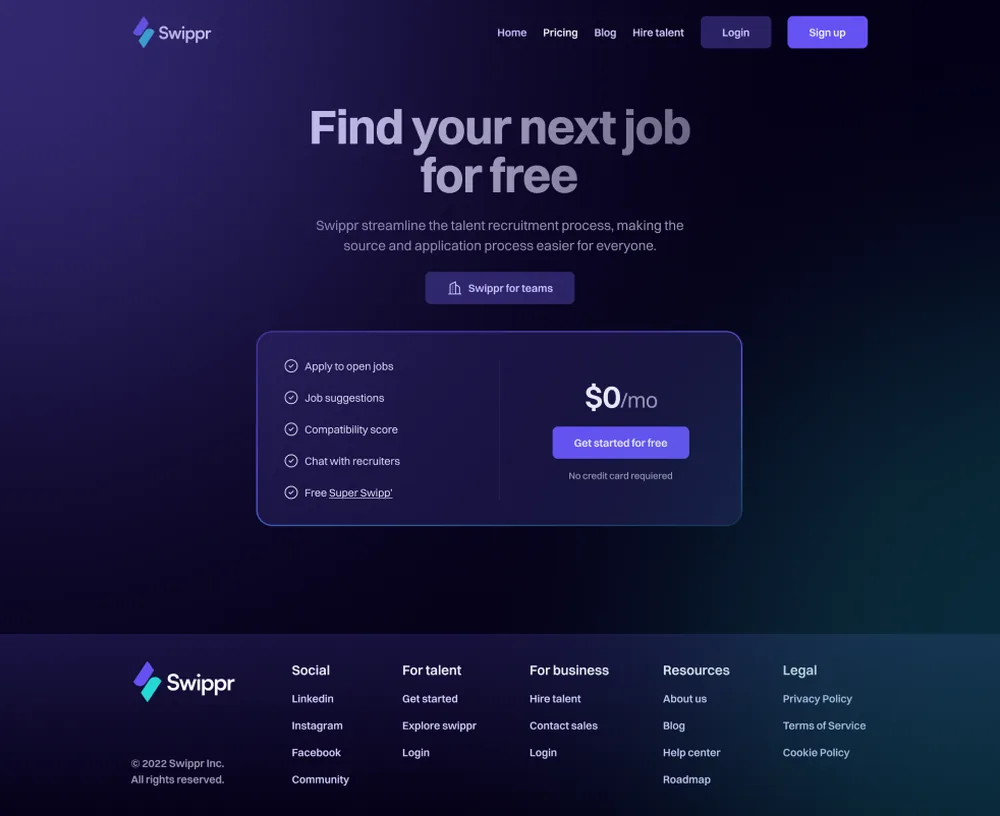 Swippr
Home
Pricing
Blog
Hire talent
Login
Sign up
Find your next job
for free
Swippr streamline the talent recruitment process, making the
source and application process easier for everyone.
Swippr for teams
Apply to open jobs
Job suggestions
Compatibility score
Chat with recruiters
Free Super Swipp'
$0/mo
Get started for free
No credit card requiered
Swippr
© 2022 Swippr Inc.
All rights reserved.
Social
Linkedin
Instagram
Facebook
Community
For talent
Get started
Explore swippr
Login
For business
Hire talent
Contact sales
Login
Resources
About us
Blog
Help center
Roadmap
Legal
Privacy Policy
Terms of Service
Cookie Policy